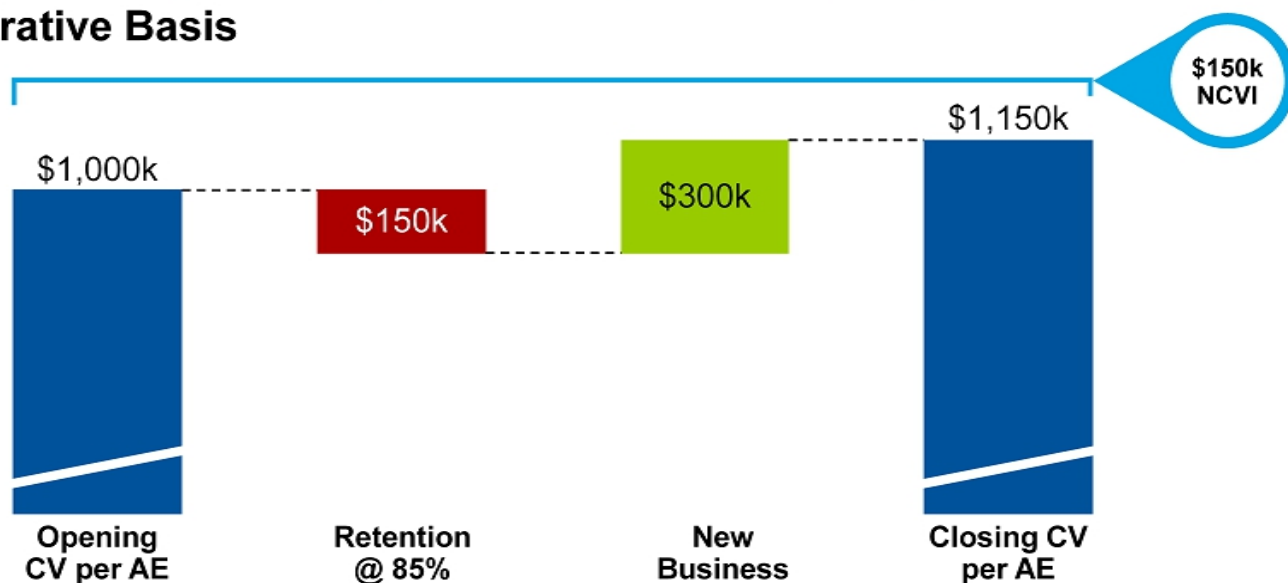 rative Basis
$150k
NCVI
$1,150k
$1,000k
$300k
$150k
Opening
CV per AE
Retention
@ 85%
New
Business
Closing CV
per AE